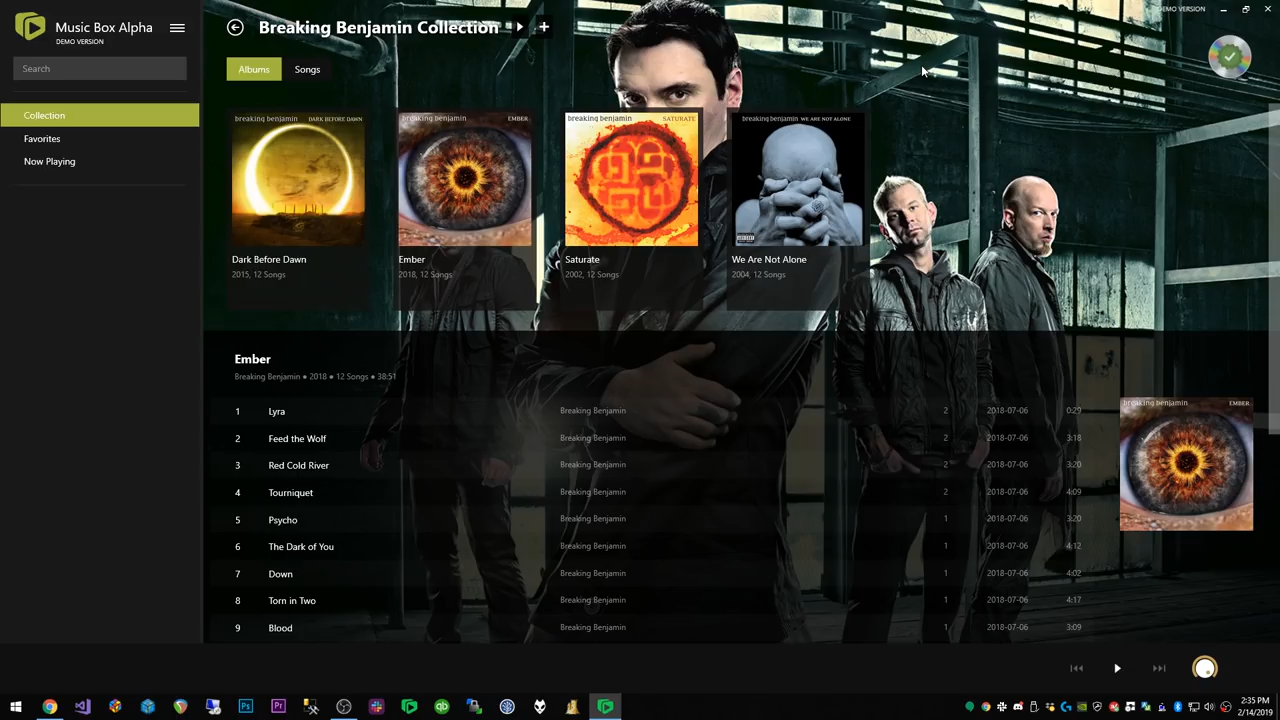 Music Box Alpha
DEMO VERSION
Search
Collection
Favorites
Now Playing
Breaking Benjamin Collection
DEMO VERSION
Albums
Songs
breaking benjamin DARK BEFORE DAWN
Dark Before Dawn
2015, 12 Songs
breaking benjamin EMBER
Ember
2018, 12 Songs
breaking benjamin SATURATE
Saturate
2002, 12 Songs
breaking benjamin WE ARE NOT ALONE
We Are Not Alone
2004, 12 Songs
Ember
Breaking Benjamin • 2018 • 12 Songs • 38:51
1 Lyra Breaking Benjamin 2 2018-07-06 0:29
2 Feed the Wolf Breaking Benjamin 2 2018-07-06 3:18
3 Red Cold River Breaking Benjamin 2 2018-07-06 3:20
4 Tourniquet Breaking Benjamin 2 2018-07-06 4:09
5 Psycho Breaking Benjamin 1 2018-07-06 3:20
6 The Dark of You Breaking Benjamin 1 2018-07-06 4:12
7 Down Breaking Benjamin 1 2018-07-06 4:02
8 Torn in Two Breaking Benjamin 1 2018-07-06 4:17
9 Blood Breaking Benjamin 1 2018-07-06 3:09
breaking benjamin EMBER
Ps
Pr
qb
2:35 PM
2/14/2019